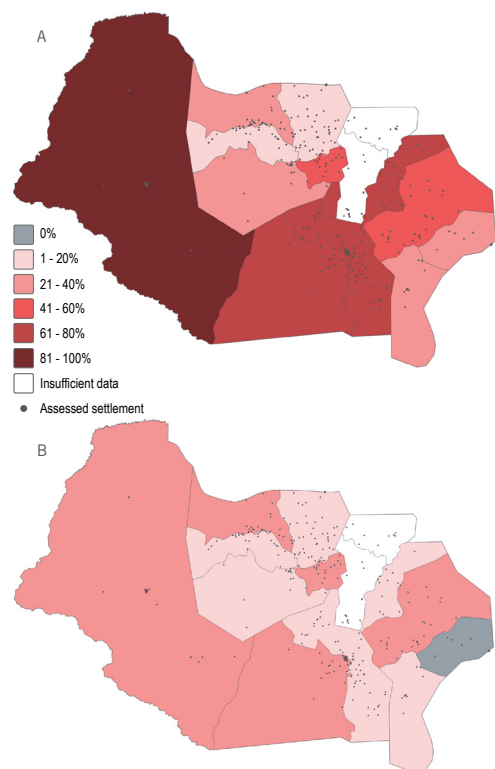 A
0%
1 - 20%
21 - 40%
41 - 60%
61 - 80%
81 - 100%
Insufficient data
Assessed settlement
B